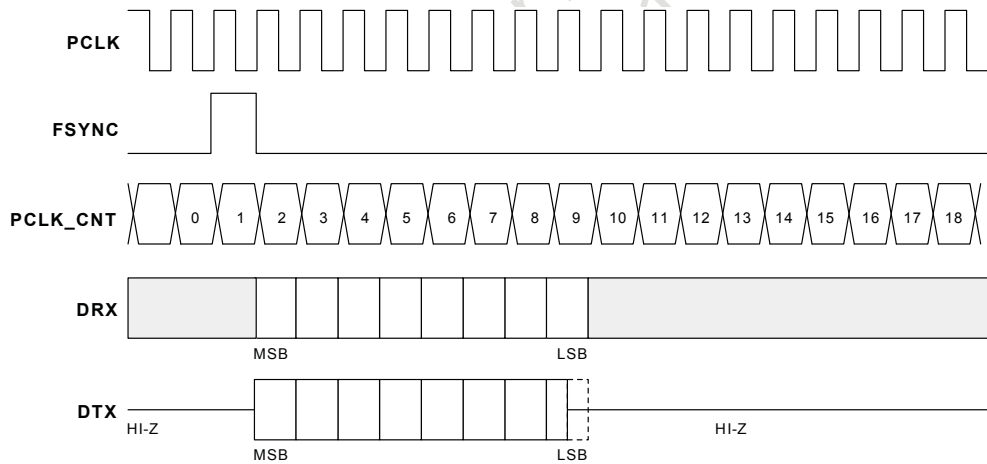 PCLK
FSYNC
PCLK_CNT 0 1 2 3 4 5 6 7 8 9 10 11 12 13 14 15 16 17 18
DRX
MSB LSB
DTX
HI-Z HI-Z
MSB LSB